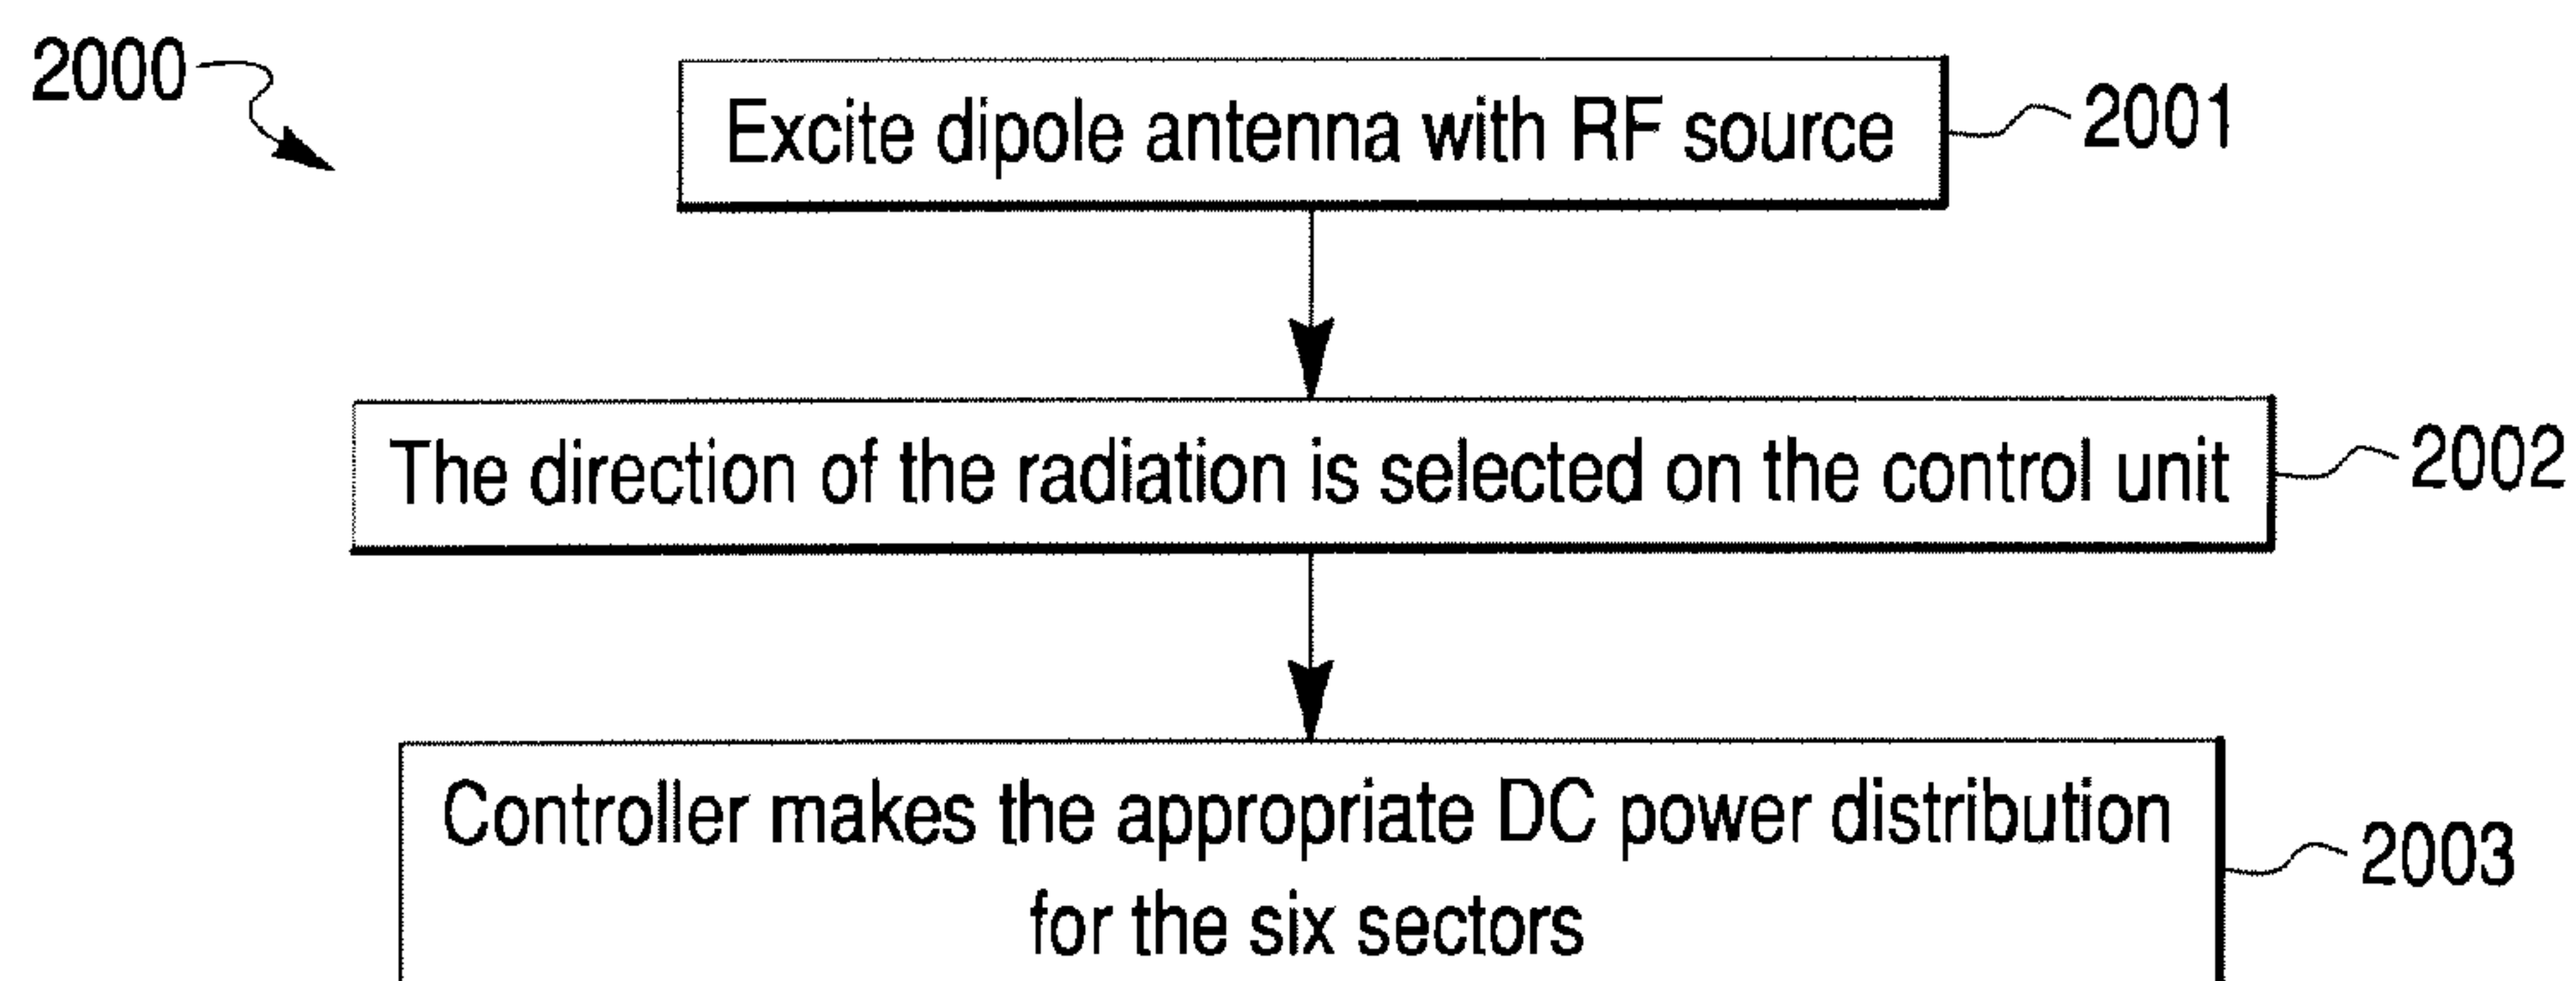 2000
Excite dipole antenna with RF source
2001
The direction of the radiation is selected on the control unit
2002
Controller makes the appropriate DC power distribution
for the six sectors
2003